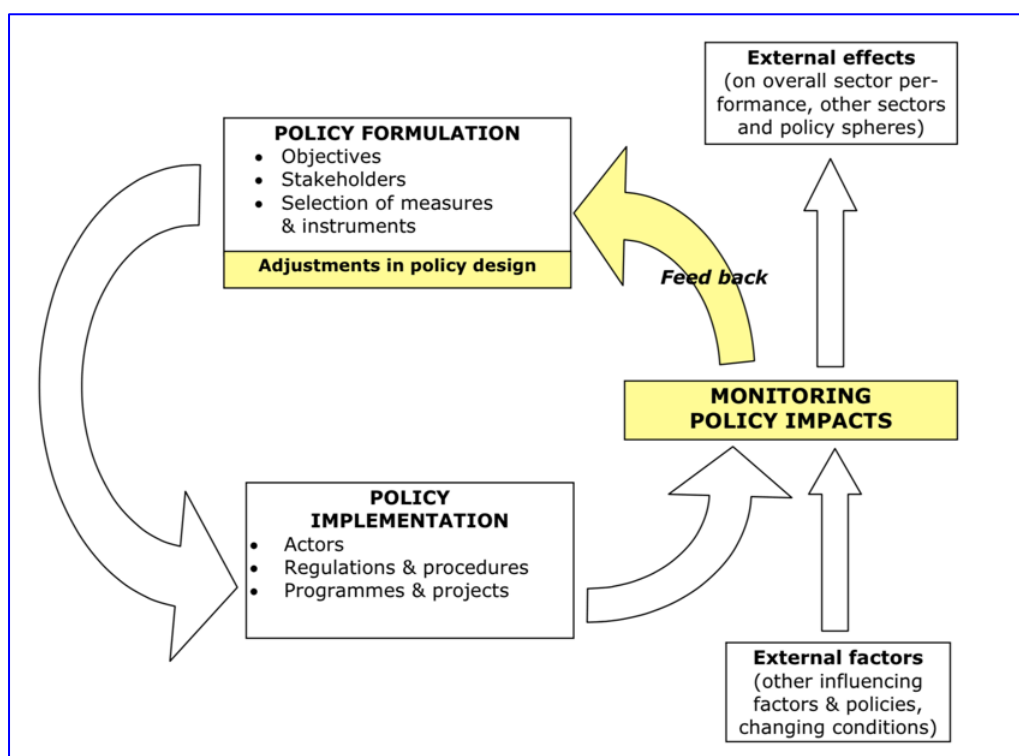 External effects
(on overall sector per-
formance, other sectors
and policy spheres)
POLICY FORMULATION
• Objectives
• Stakeholders
• Selection of measures
& instruments
Adjustments in policy design
Feed back
MONITORING
POLICY IMPACTS
POLICY
IMPLEMENTATION
• Actors
• Regulations & procedures
• Programmes & projects
External factors
(other influencing
factors & policies,
changing conditions)